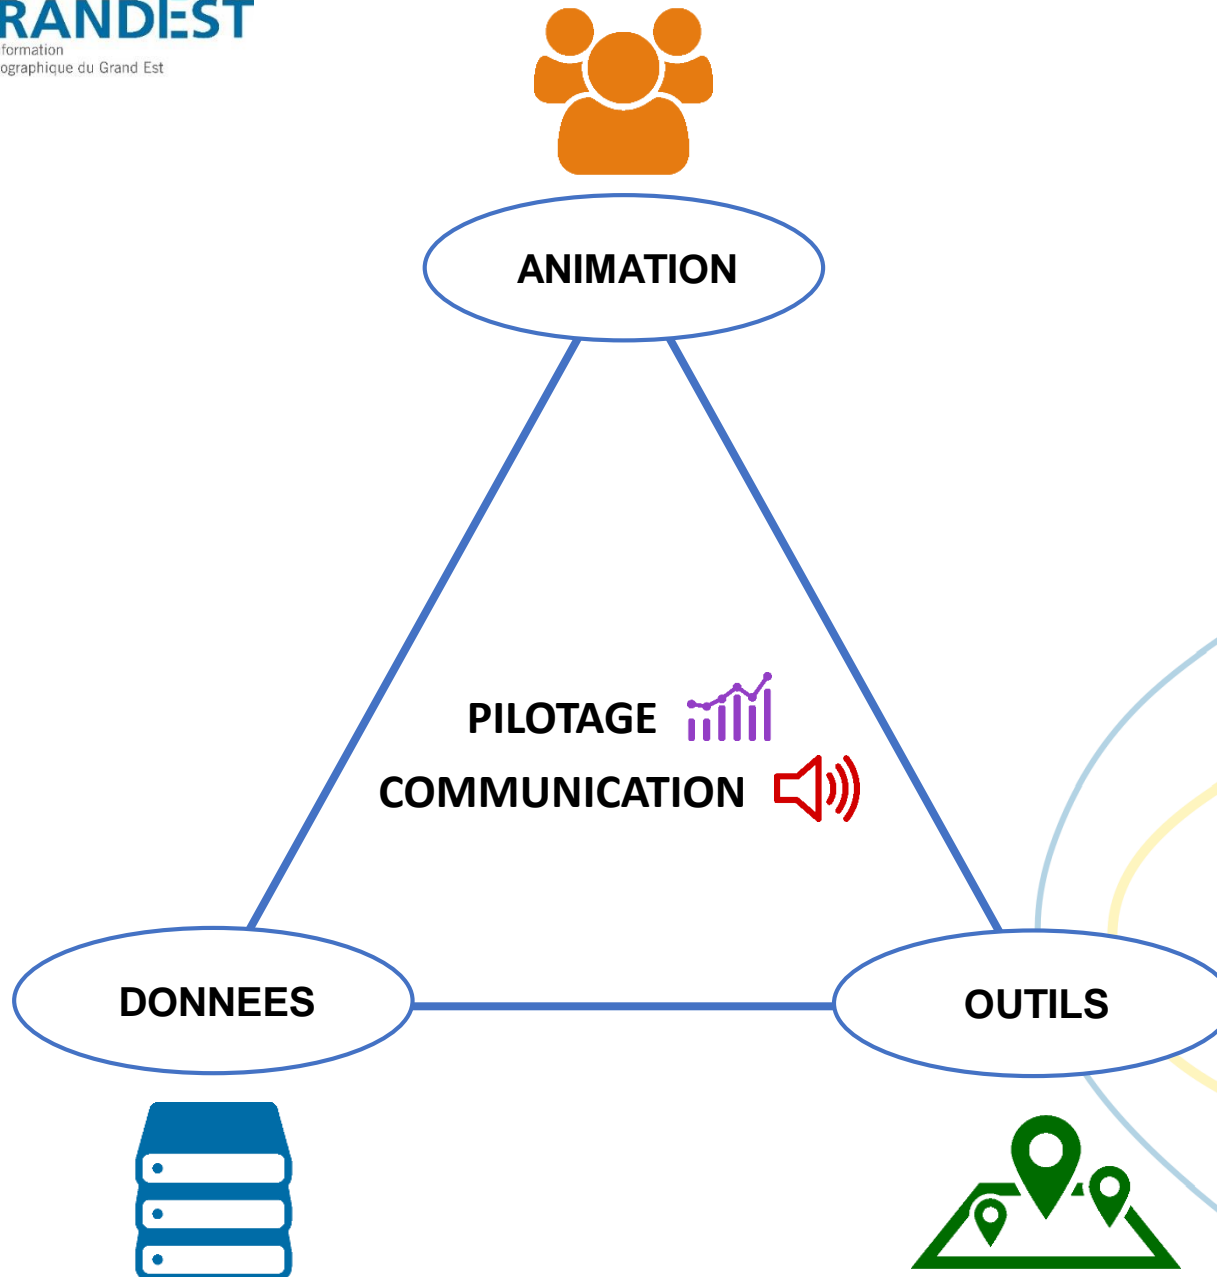 RANDEST
formation
ographique du Grand Est
ANIMATION
PILOTAGE
COMMUNICATION
DONNEES
OUTILS